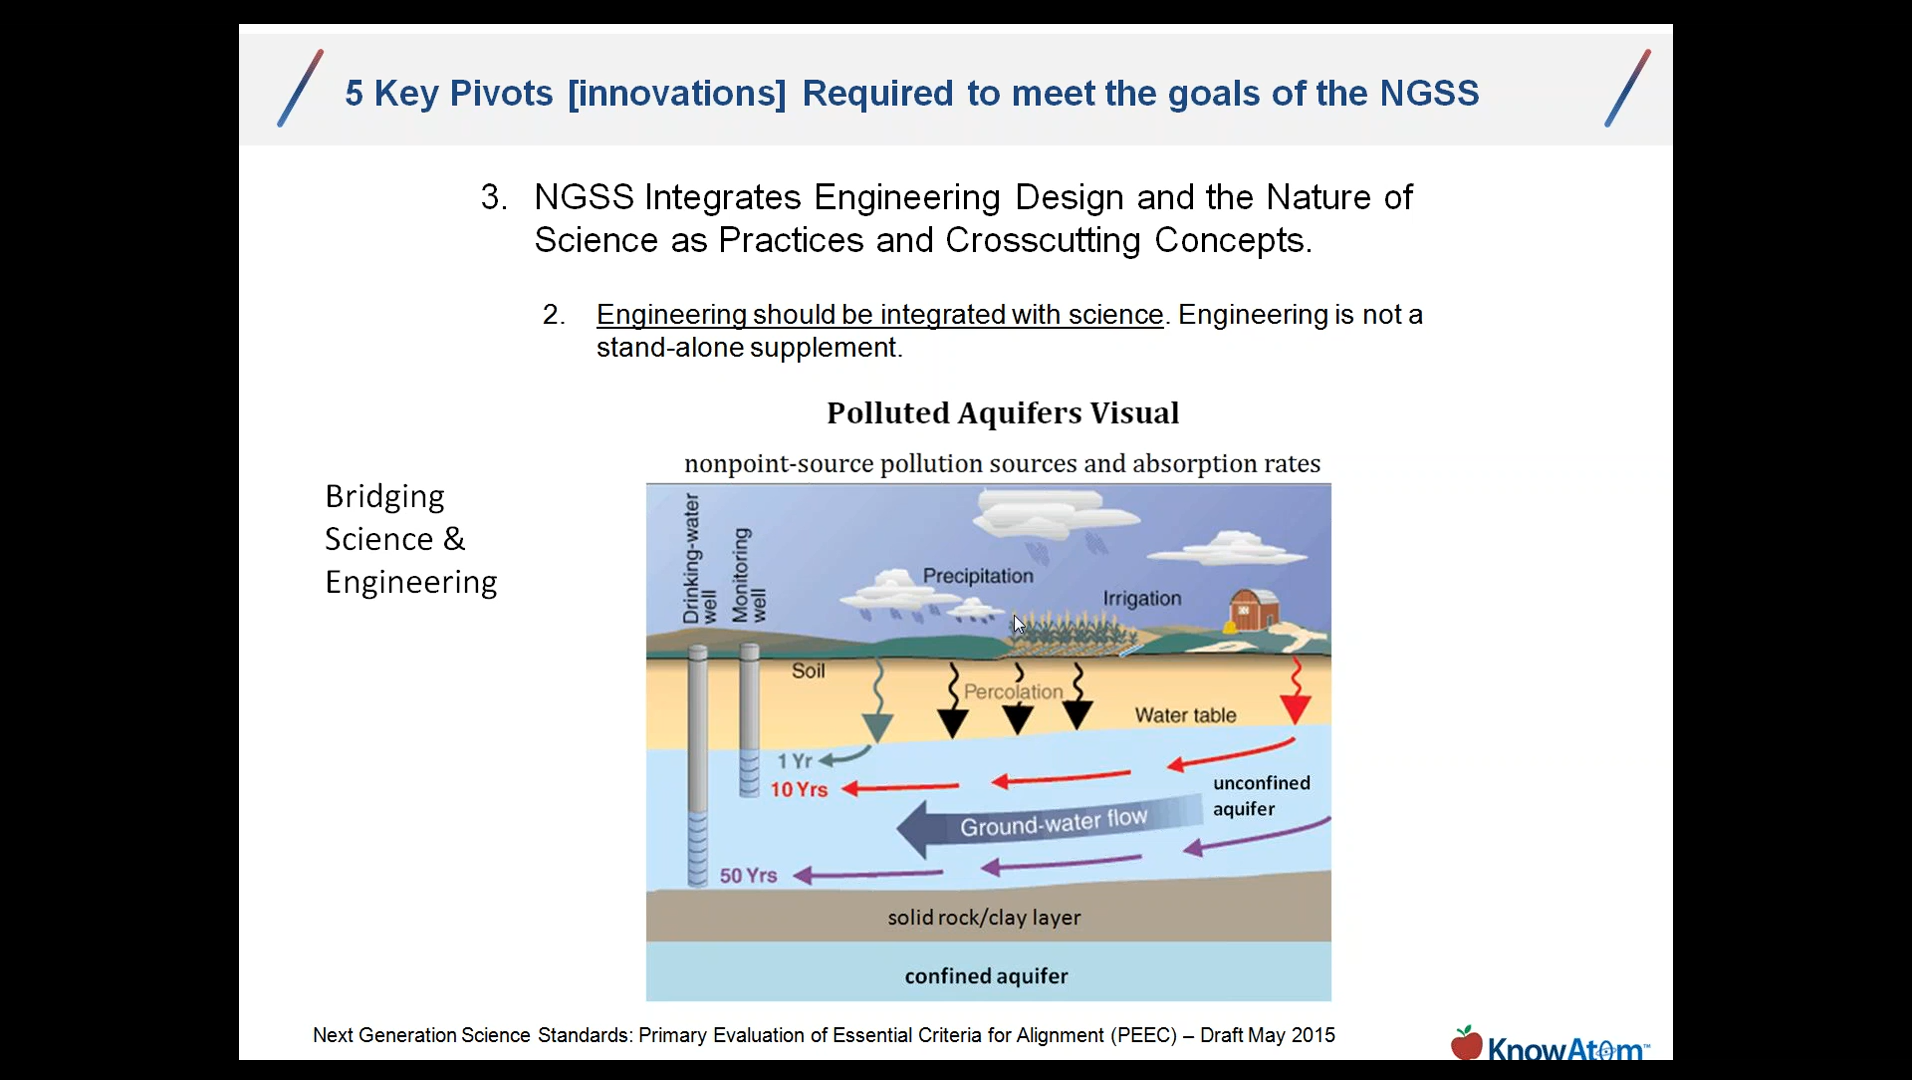 5 Key Pivots [innovations] Required to meet the goals of the NGSS
3. NGSS Integrates Engineering Design and the Nature of
Science as Practices and Crosscutting Concepts.
2. Engineering should be integrated with science. Engineering is not a
stand-alone supplement.
Bridging
Science &
Engineering
Polluted Aquifers Visual
nonpoint-source pollution sources and absorption rates
Drinking-water
well
Monitoring
well
Precipitation
Irrigation
Soil
Percolation
Water table
1 Yr
10 Yrs
unconfined
aquifer
Ground-water flow
50 Yrs
solid rock/clay layer
confined aquifer
Next Generation Science Standards: Primary Evaluation of Essential Criteria for Alignment (PEEC) – Draft May 2015
KnowAtom™